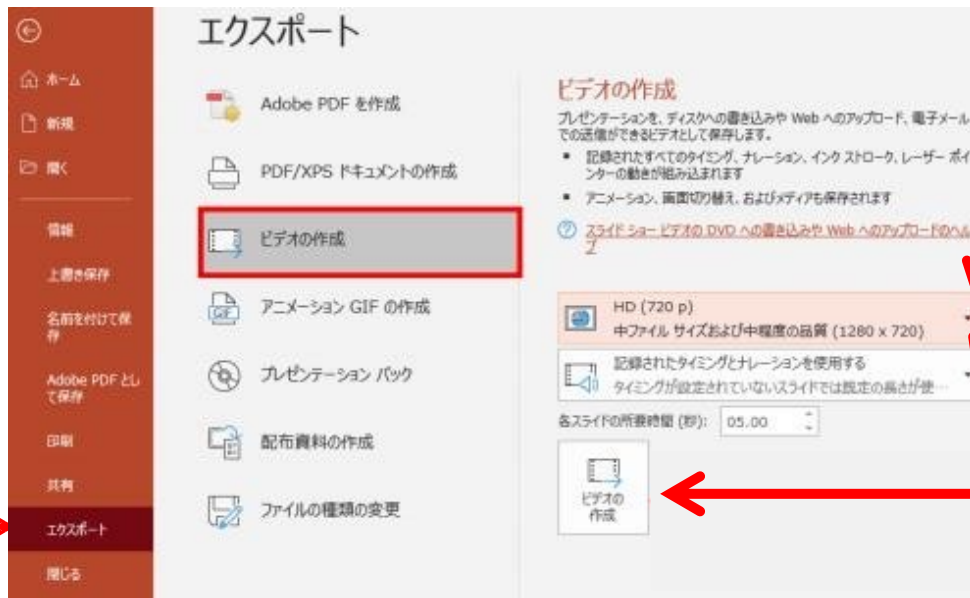 エクスポート
ホーム
新規
開く
情報
上書き保存
名前を付けて保
存
Adobe PDF とし
て保存
印刷
共有
エクスポート
閉じる
Adobe PDF を作成
PDF/XPS ドキュメントの作成
ビデオの作成
アニメーション GIF の作成
プレゼンテーション パック
配布資料の作成
ファイルの種類の変更
ビデオの作成
プレゼンテーションを、ディスクへの書き込みや Web へのアップロード、電子メール
での送信ができるビデオとして保存します。
▪ 記録されたすべてのタイミング、ナレーション、インク ストローク、レーザー ポイ
ンターの動きが組み込まれます
▪ アニメーション、画面切り替え、およびメディアも保存されます
スライド ショー ビデオの DVD への書き込みや Web へのアップロードのヘル
プ
HD (720 p)
中ファイル サイズおよび中程度の品質 (1280 x 720)
記録されたタイミングとナレーションを使用する
タイミングが設定されていないスライドでは既定の長さが使…
各スライドの所要時間 (秒): 05.00
ビデオの
作成